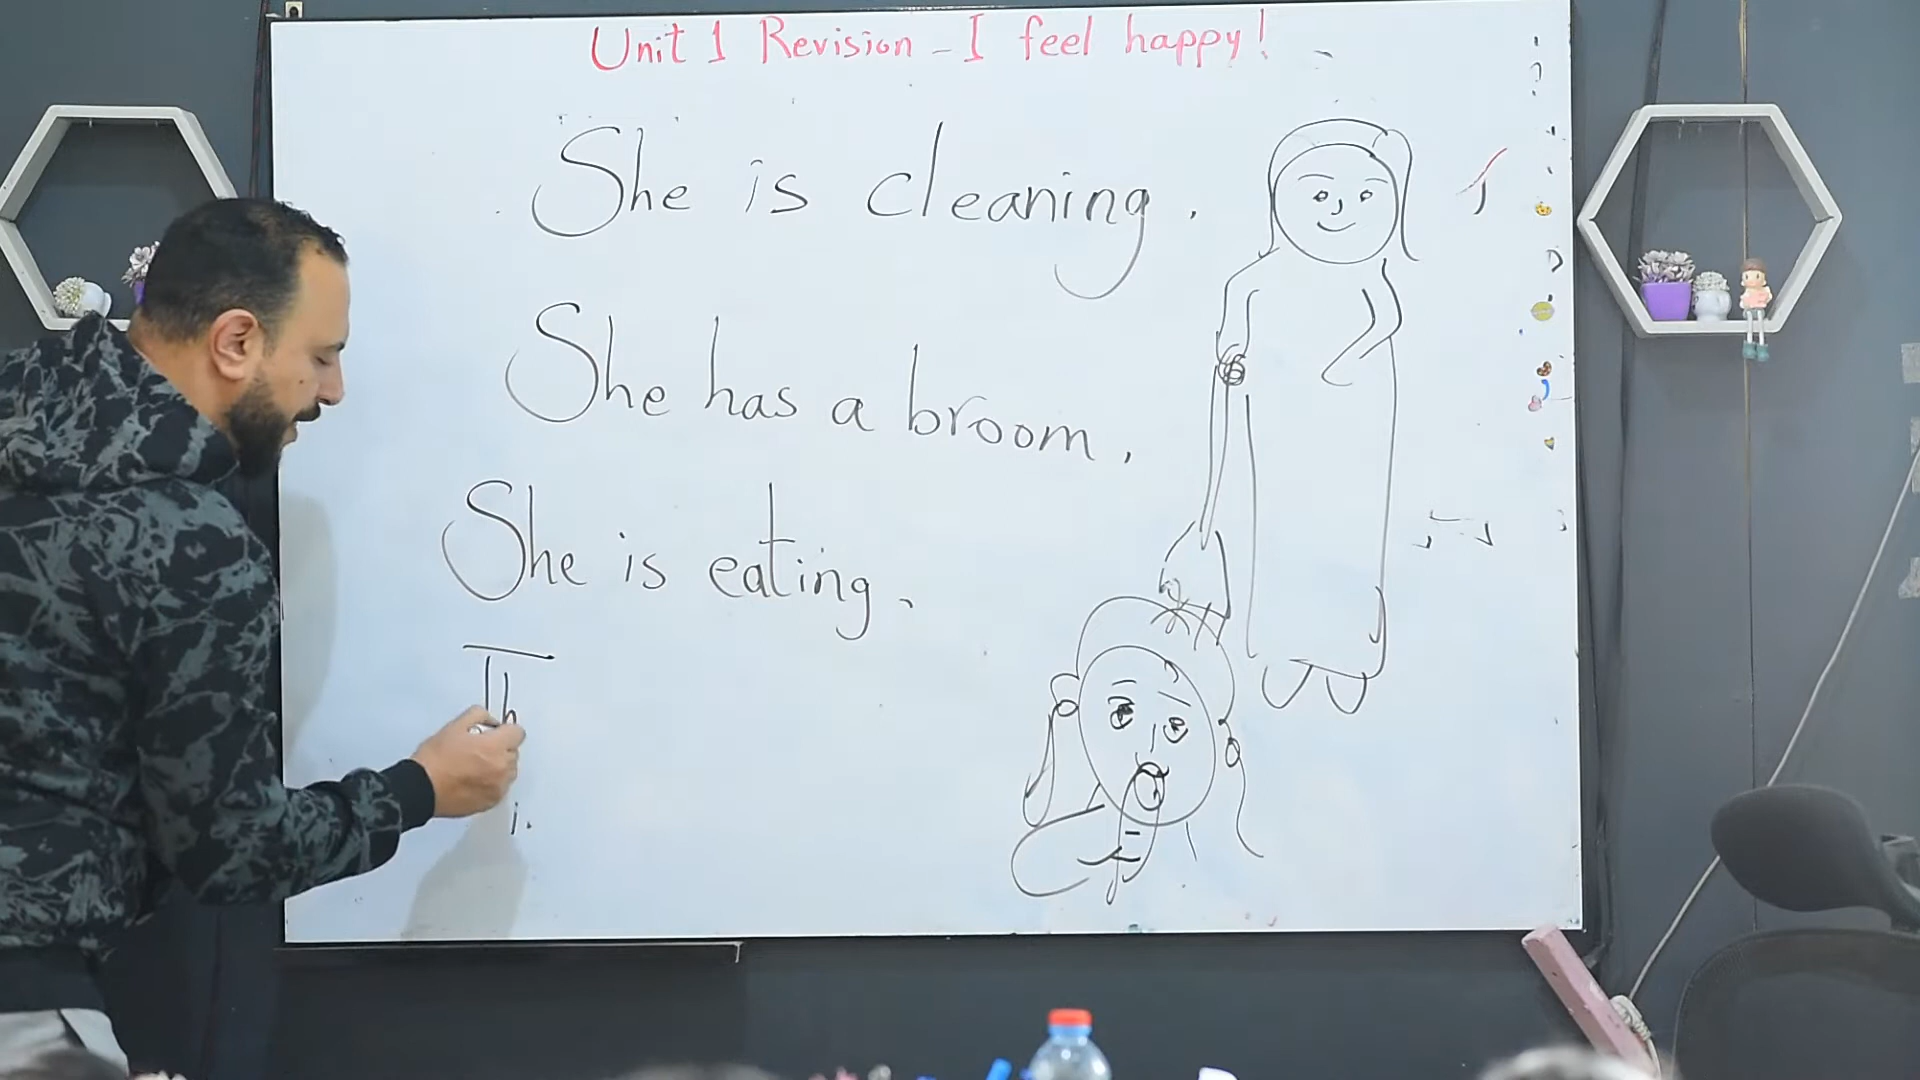 Unit 1 Revision - I feel happy!
She is cleaning.
She has a broom.
She is eating.
Th